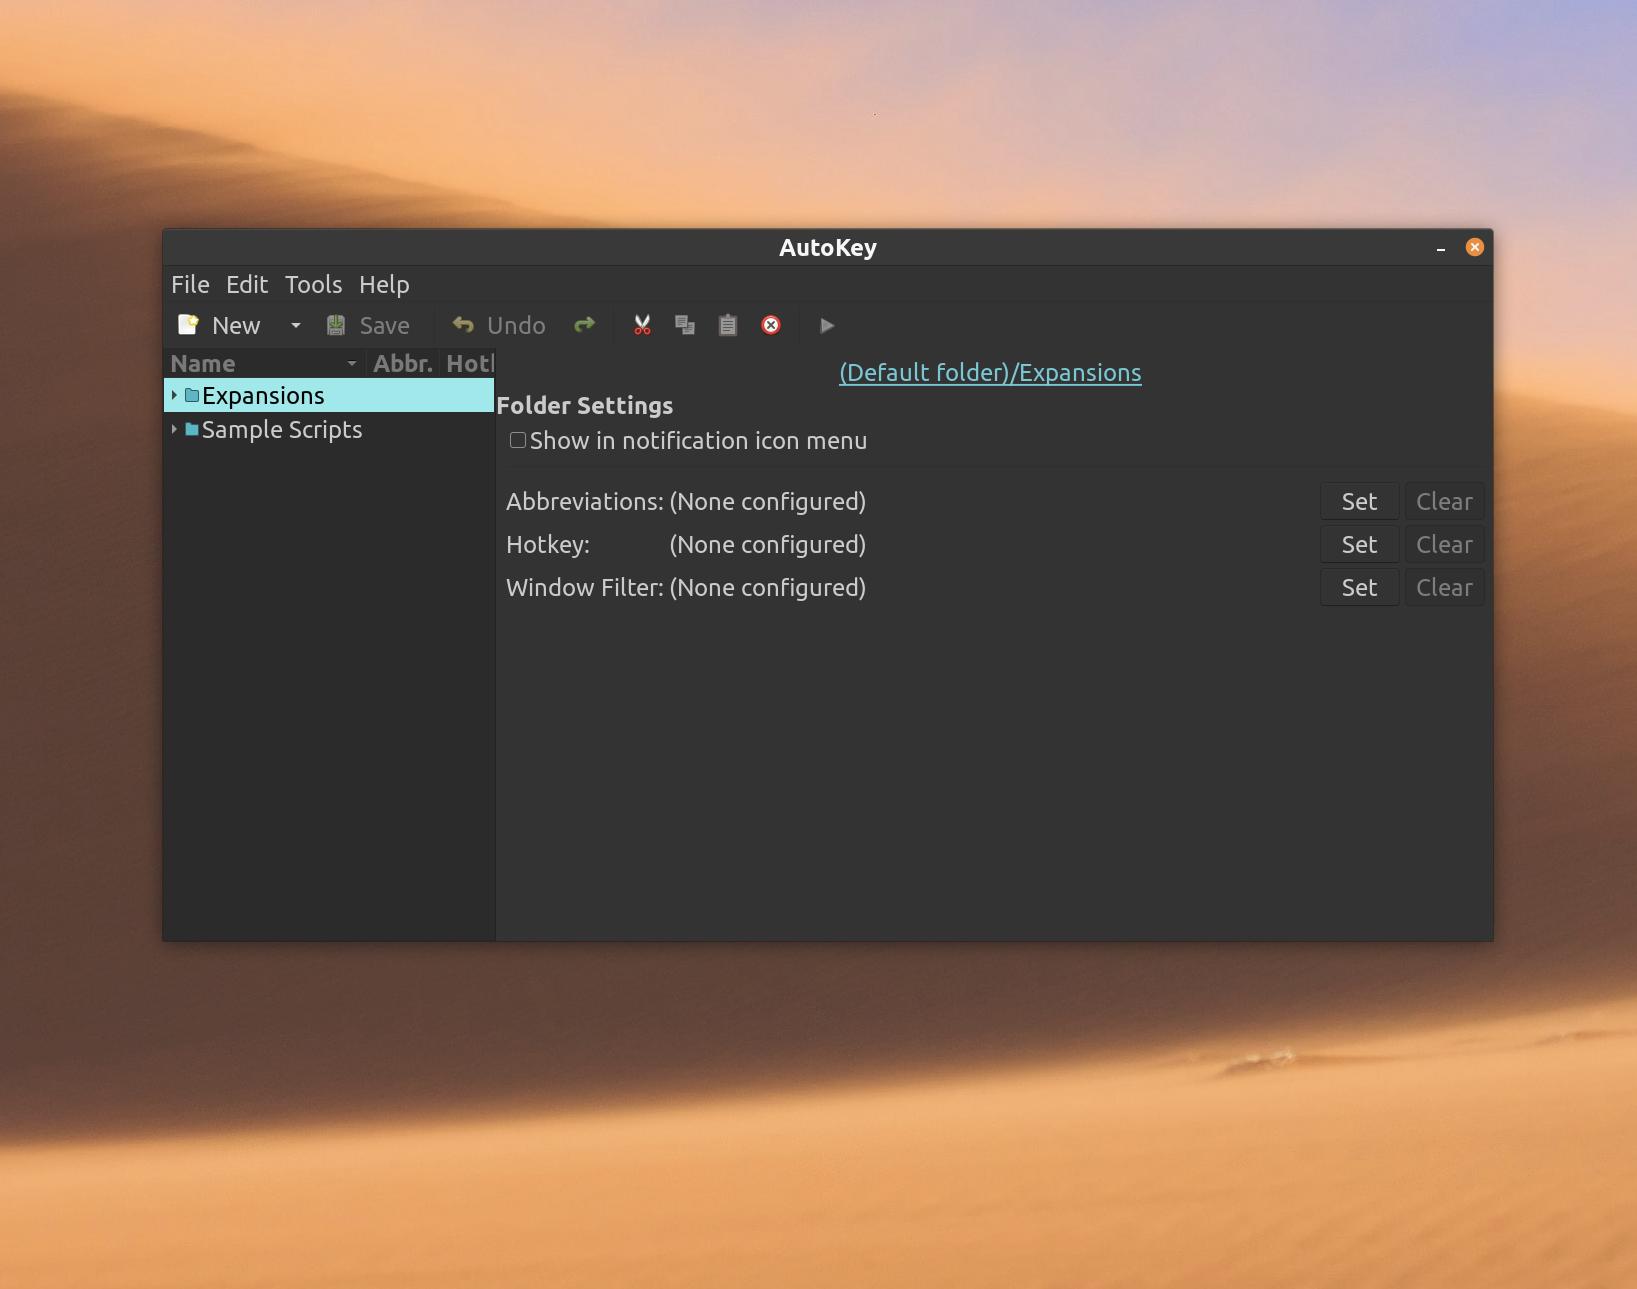 AutoKey
File Edit Tools Help
New Save Undo
Name Abbr. Hotl
(Default folder)/Expansions
Expansions
Folder Settings
Sample Scripts
Show in notification icon menu
Abbreviations: (None configured) Set Clear
Hotkey: (None configured) Set Clear
Window Filter: (None configured) Set Clear